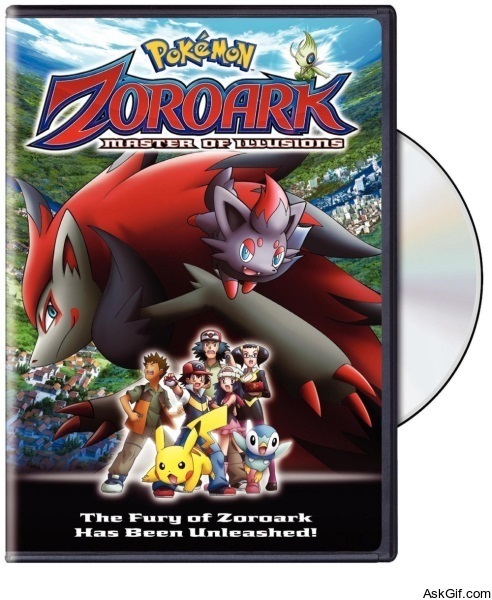 POKéMON
ZOROARK
MASTER OF ILLUSIONS
The Fury of Zoroark
Has Been Unleashed!
AskGif.com